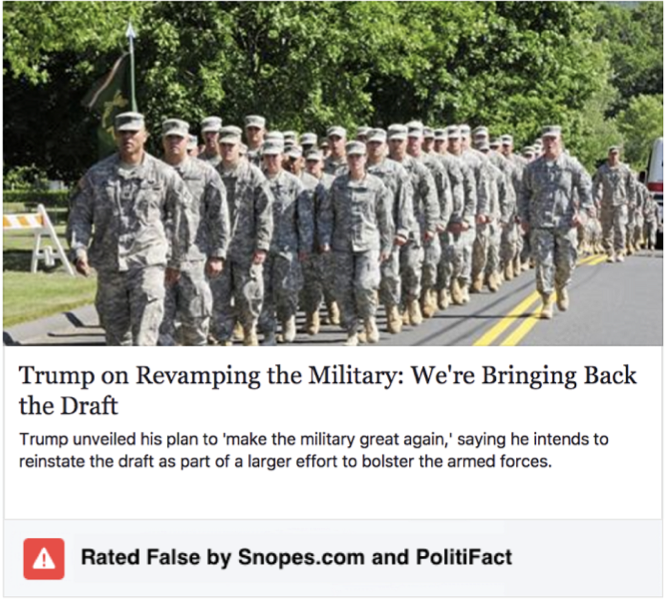 Trump on Revamping the Military: We're Bringing Back
the Draft
Trump unveiled his plan to 'make the military great again,' saying he intends to
reinstate the draft as part of a larger effort to bolster the armed forces.
Rated False by Snopes.com and PolitiFact